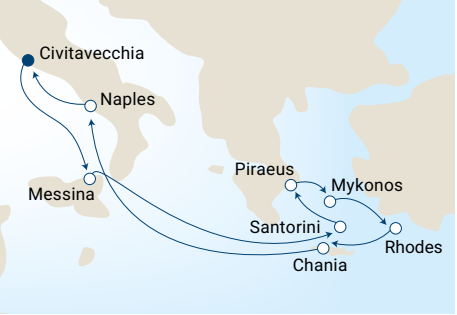 Civitavecchia
Naples
Messina
Piraeus
Mykonos
Santorini
Rhodes
Chania